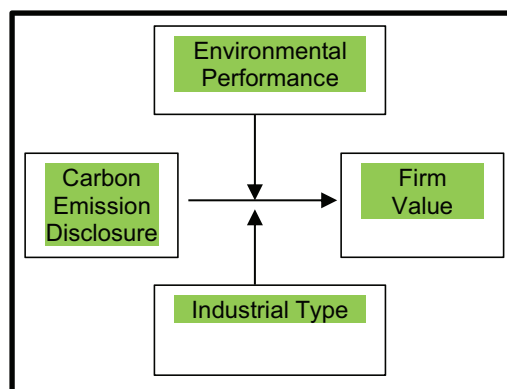 Environmental
Performance
Carbon
Emission
Disclosure
Firm
Value
Industrial Type